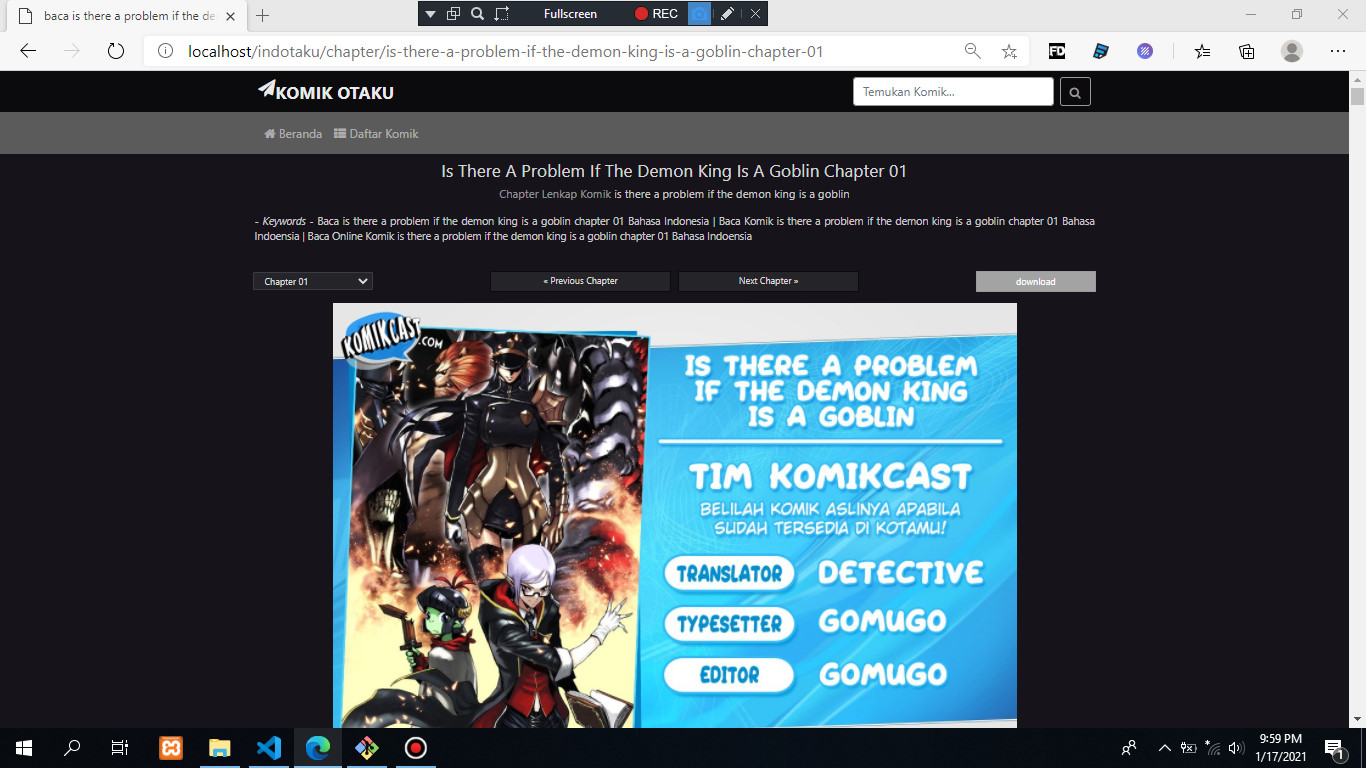 baca is there a problem if the de
Fullscreen
REC
localhost/indotaku/chapter/is-there-a-problem-if-the-demon-king-is-a-goblin-chapter-01
FD
KOMIK OTAKU
Temukan Komik...
Beranda
Daftar Komik
Is There A Problem If The Demon King Is A Goblin Chapter 01
Chapter Lenkap Komik is there a problem if the demon king is a goblin
- Keywords - Baca is there a problem if the demon king is a goblin chapter 01 Bahasa Indonesia | Baca Komik is there a problem if the demon king is a goblin chapter 01 Bahasa
Indoensia | Baca Online Komik is there a problem if the demon king is a goblin chapter 01 Bahasa Indoensia
Chapter 01
« Previous Chapter
Next Chapter »
download
KOMIKCAST
.COM
IS THERE A PROBLEM
IF THE DEMON KING
IS A GOBLIN
TIM KOMIKCAST
BELILAH KOMIK ASLINYA APABILA
SUDAH TERSEDIA DI KOTAMU!
TRANSLATOR DETECTIVE
TYPESETTER GOMUGO
EDITOR GOMUGO
9:59 PM
1/17/2021
1